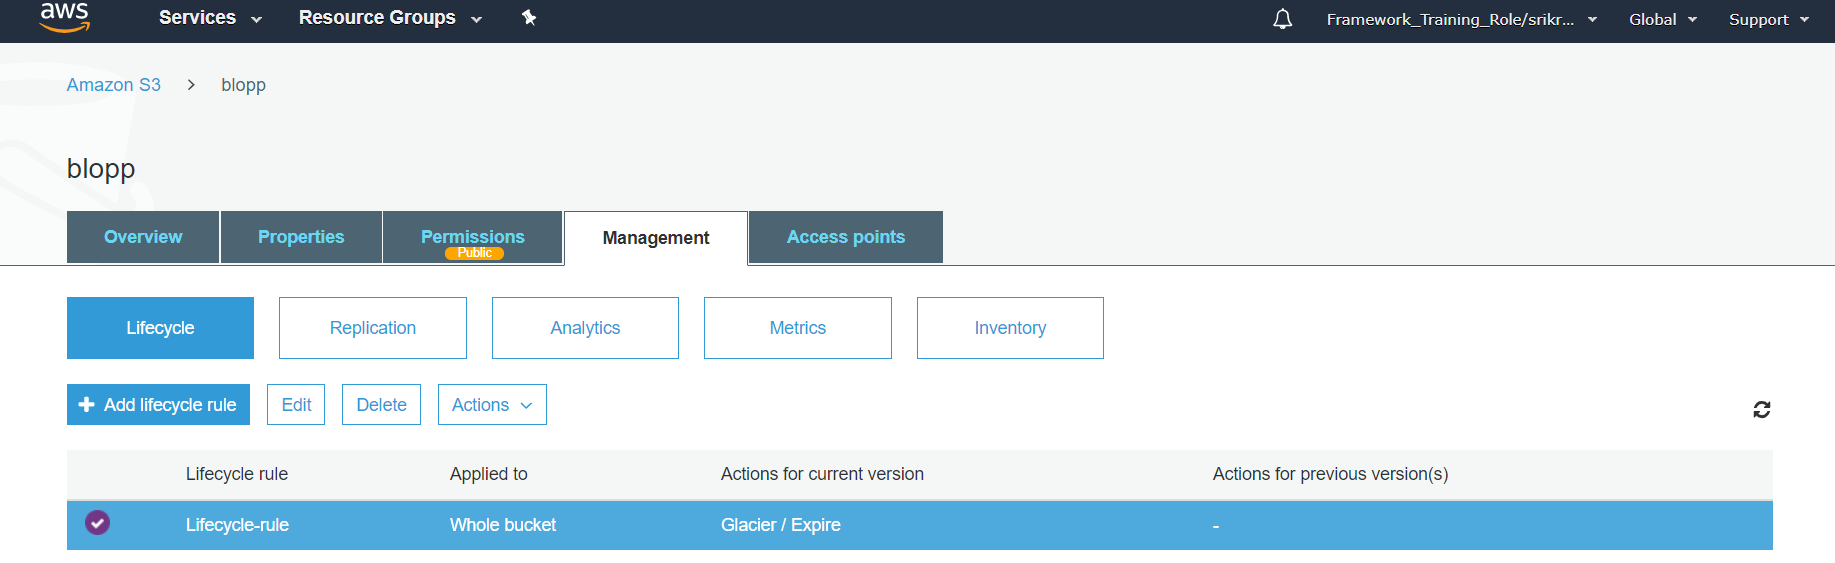 aws Services Resource Groups Framework_Training_Role/srikr... Global Support
Amazon S3 > blopp
blopp
Overview Properties Permissions Management Access points
Public
Lifecycle Replication Analytics Metrics Inventory
+ Add lifecycle rule Edit Delete Actions
Lifecycle rule Applied to Actions for current version Actions for previous version(s)
Lifecycle-rule Whole bucket Glacier / Expire -